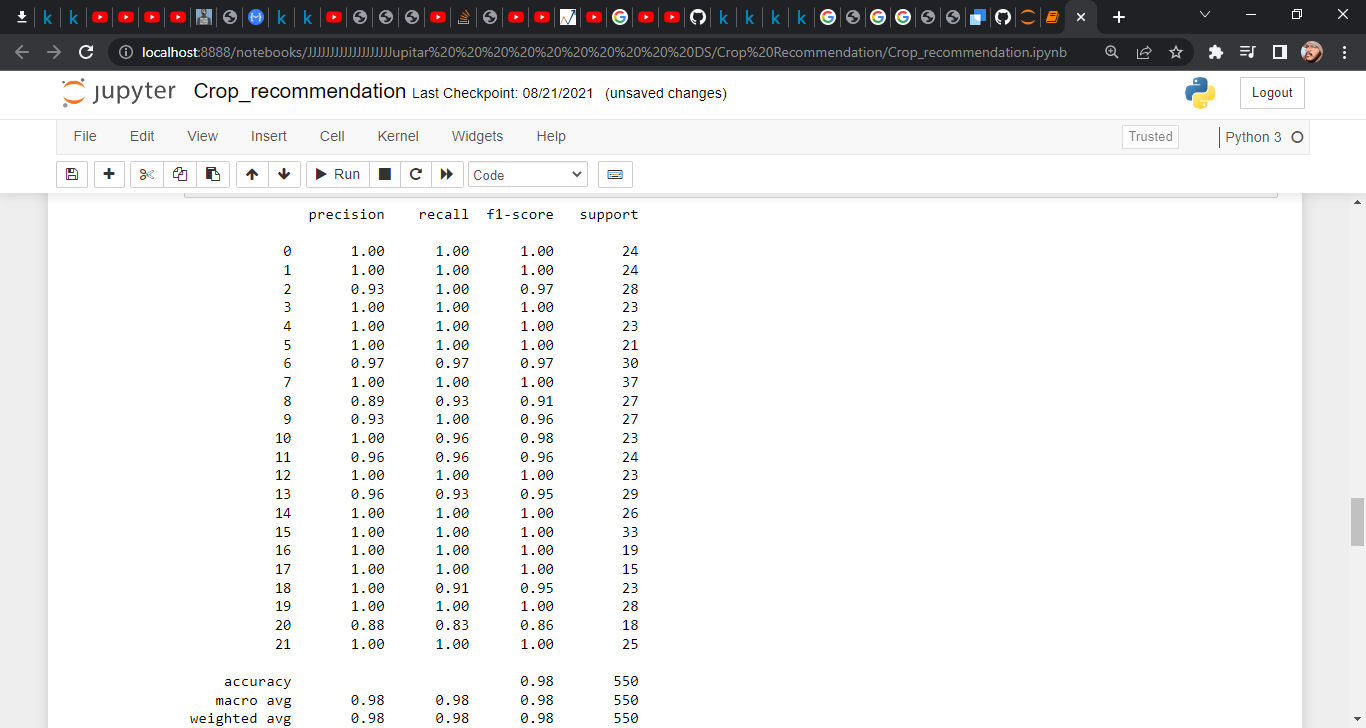 localhost:8888/notebooks/JJJJJJJJJJJJJJJJJJJupitar%20%20%20%20%20%20%20%20%20%20DS/Crop%20Recommendation/Crop_recommendation.ipynb
jupyter Crop_recommendation Last Checkpoint: 08/21/2021 (unsaved changes) Logout
File Edit View Insert Cell Kernel Widgets Help Trusted Python 3
Run Code
precision recall f1-score support
0 1.00 1.00 1.00 24
1 1.00 1.00 1.00 24
2 0.93 1.00 0.97 28
3 1.00 1.00 1.00 23
4 1.00 1.00 1.00 23
5 1.00 1.00 1.00 21
6 0.97 0.97 0.97 30
7 1.00 1.00 1.00 37
8 0.89 0.93 0.91 27
9 0.93 1.00 0.96 27
10 1.00 0.96 0.98 23
11 0.96 0.96 0.96 24
12 1.00 1.00 1.00 23
13 0.96 0.93 0.95 29
14 1.00 1.00 1.00 26
15 1.00 1.00 1.00 33
16 1.00 1.00 1.00 19
17 1.00 1.00 1.00 15
18 1.00 0.91 0.95 23
19 1.00 1.00 1.00 28
20 0.88 0.83 0.86 18
21 1.00 1.00 1.00 25
accuracy 0.98 550
macro avg 0.98 0.98 0.98 550
weighted avg 0.98 0.98 0.98 550